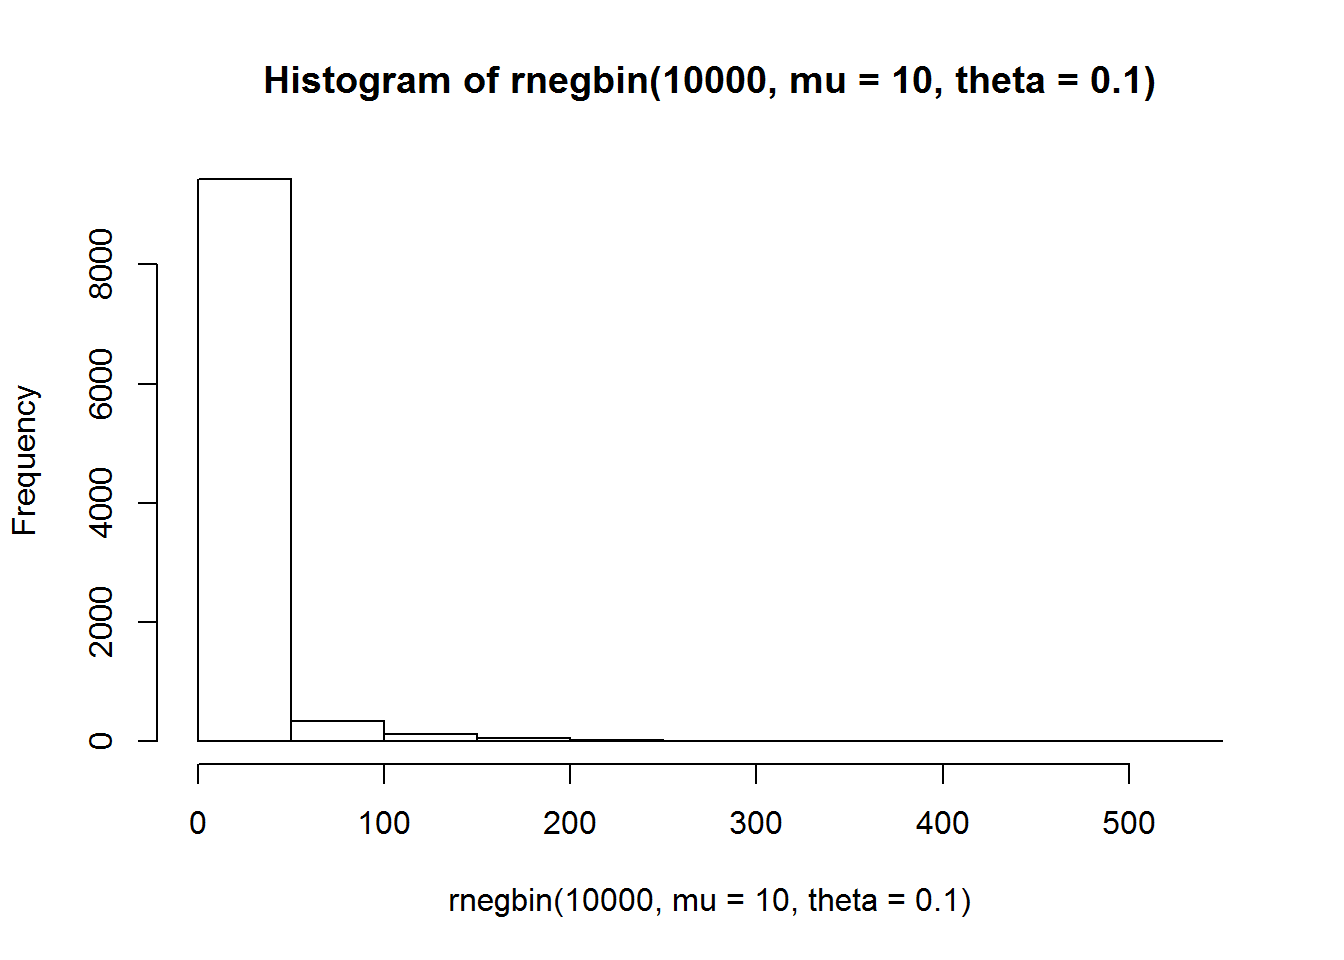 Histogram of rnegbin(10000, mu = 10, theta = 0.1)
Frequency
8000
6000
4000
2000
0
0 100 200 300 400 500
rnegbin(10000, mu = 10, theta = 0.1)